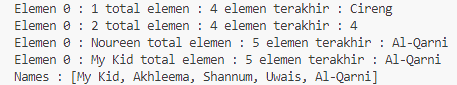 Elemen 0 : 1 total elemen : 4 elemen terakhir : Cireng
Elemen 0 : 2 total elemen : 4 elemen terakhir : 4
Elemen 0 : Noureen total elemen : 5 elemen terakhir : Al-Qarni
Elemen 0 : My Kid total elemen : 5 elemen terakhir : Al-Qarni
Names : [My Kid, Akhleema, Shannum, Uwais, Al-Qarni]